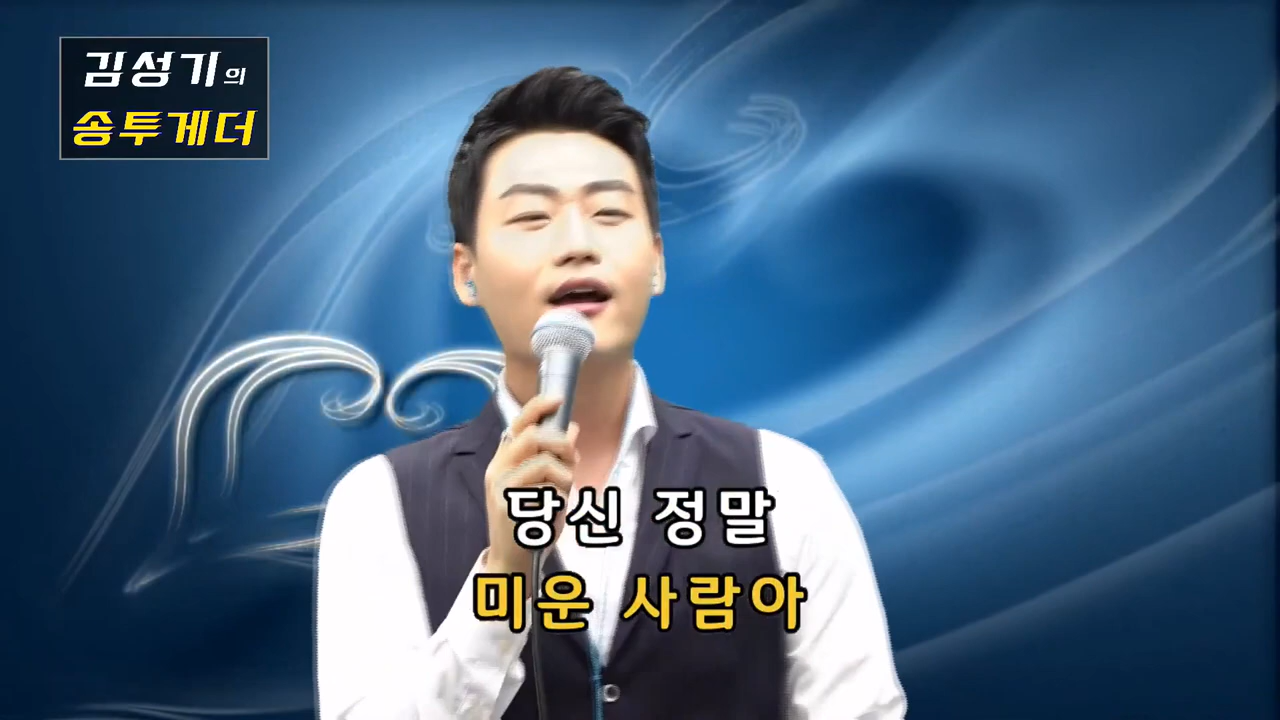 김성기의
송투게더
당신 정말
미운 사람아